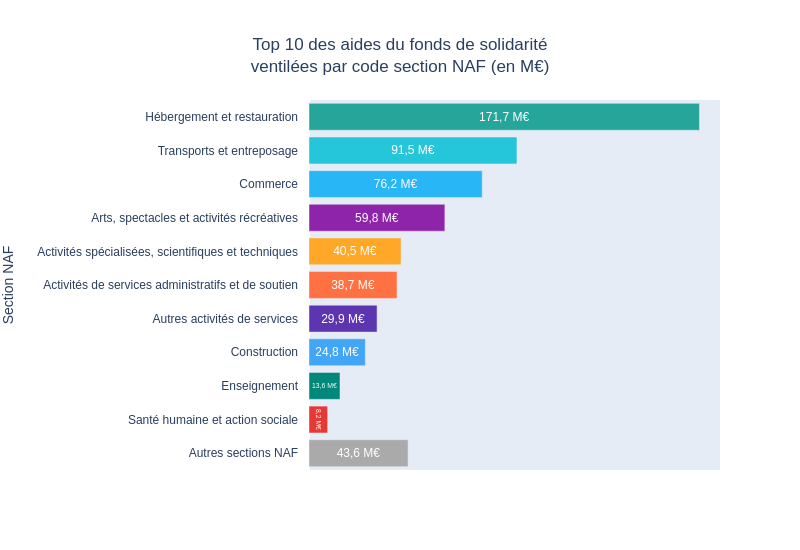 Top 10 des aides du fonds de solidarité
ventilées par code section NAF (en M€)
Section NAF
Hébergement et restauration 171,7 M€
Transports et entreposage 91,5 M€
Commerce 76,2 M€
Arts, spectacles et activités récréatives 59,8 M€
Activités spécialisées, scientifiques et techniques 40,5 M€
Activités de services administratifs et de soutien 38,7 M€
Autres activités de services 29,9 M€
Construction 24,8 M€
Enseignement 13,6 M€
Santé humaine et action sociale 8,2 M€
Autres sections NAF 43,6 M€